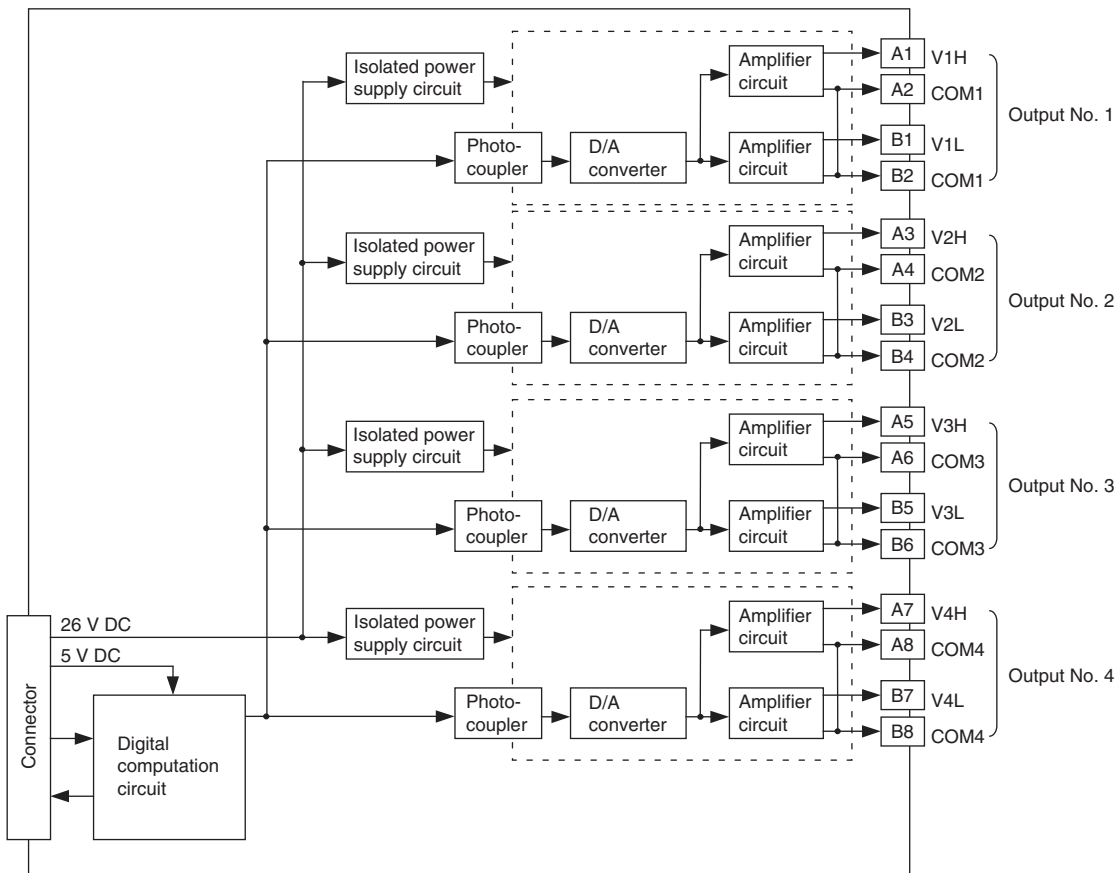 Isolated power
supply circuit
Amplifier
circuit
A1 V1H
A2 COM1
Output No. 1
Photo-
coupler
D/A
converter
Amplifier
circuit
B1 V1L
B2 COM1
Isolated power
supply circuit
Amplifier
circuit
A3 V2H
A4 COM2
Output No. 2
Photo-
coupler
D/A
converter
Amplifier
circuit
B3 V2L
B4 COM2
Isolated power
supply circuit
Amplifier
circuit
A5 V3H
A6 COM3
Output No. 3
Photo-
coupler
D/A
converter
Amplifier
circuit
B5 V3L
B6 COM3
26 V DC
5 V DC
Isolated power
supply circuit
Amplifier
circuit
A7 V4H
A8 COM4
Output No. 4
Photo-
coupler
D/A
converter
Amplifier
circuit
B7 V4L
B8 COM4
Connector
Digital
computation
circuit